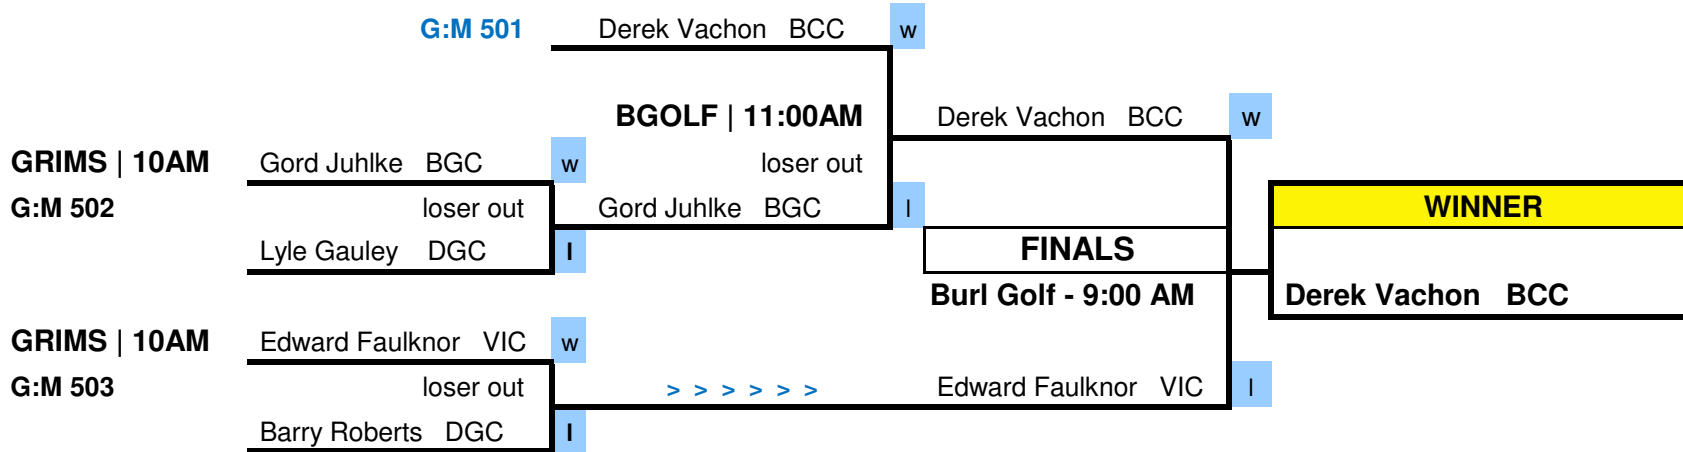 G:M 501 Derek Vachon BCC w
BGOLF | 11:00AM Derek Vachon BCC w
GRIMS | 10AM Gord Juhlke BGC w loser out
G:M 502 loser out Gord Juhlke BGC l WINNER
Lyle Gauley DGC l FINALS
Burl Golf - 9:00 AM Derek Vachon BCC
GRIMS | 10AM Edward Faulknor VIC w
G:M 503 loser out > > > > > > Edward Faulknor VIC l
Barry Roberts DGC l